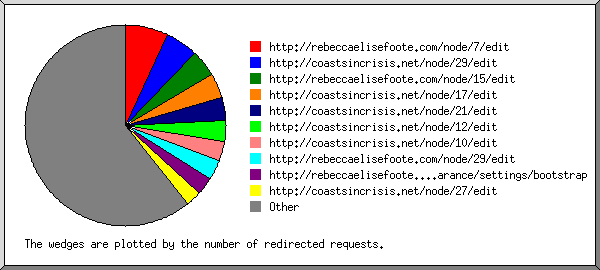 http://rebeccaelisefoote.com/node/7/edit
http://coastsincrisis.net/node/29/edit
http://rebeccaelisefoote.com/node/15/edit
http://coastsincrisis.net/node/17/edit
http://coastsincrisis.net/node/21/edit
http://coastsincrisis.net/node/12/edit
http://coastsincrisis.net/node/10/edit
http://rebeccaelisefoote.com/node/29/edit
http://rebeccaelisefoote....arance/settings/bootstrap
http://coastsincrisis.net/node/27/edit
Other
The wedges are plotted by the number of redirected requests.